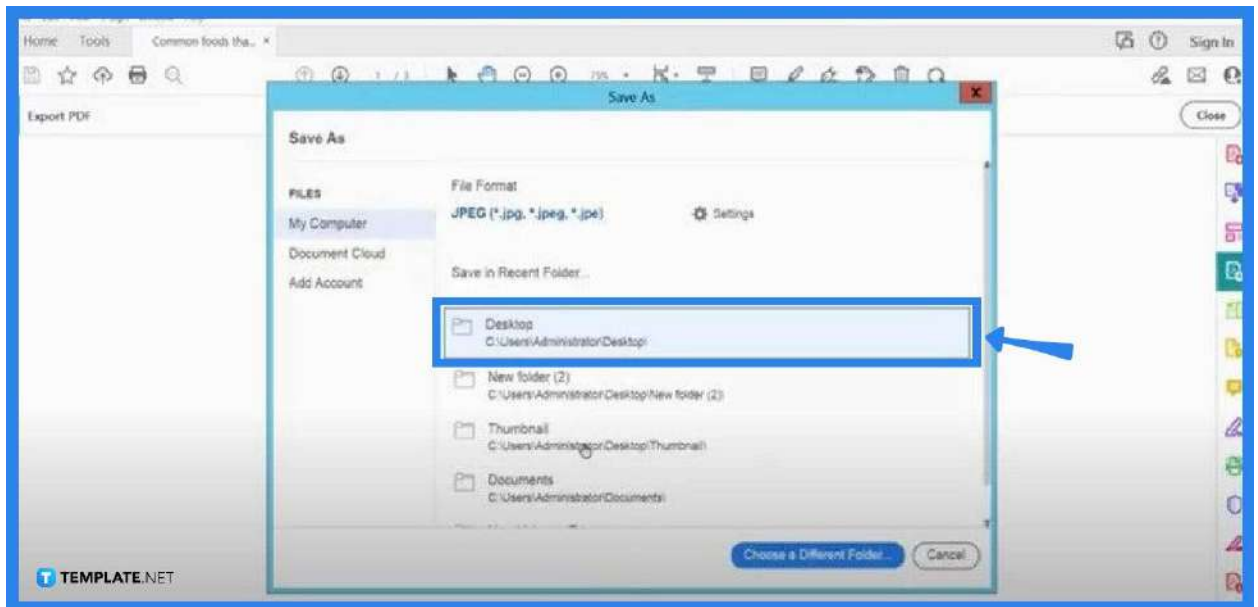 Home Tools Common foods tha... ×
Sign In
1 / 1 75%
Save As
Export PDF
Close
Save As
FILES
My Computer
Document Cloud
Add Account
File Format
JPEG (*.jpg, *.jpeg, *.jpe)
Settings
Save in Recent Folder...
Desktop
C:\Users\Administrator\Desktop\
New folder (2)
C:\Users\Administrator\Desktop\New folder (2)\
Thumbnail
C:\Users\Administrator\Desktop\Thumbnail\
Documents
C:\Users\Administrator\Documents\
Choose a Different Folder...
Cancel
T TEMPLATE.NET